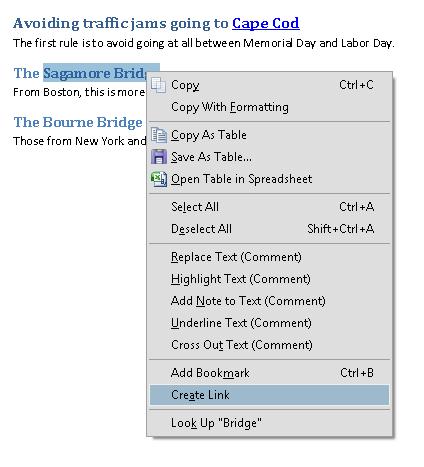 Avoiding traffic jams going to Cape Cod
The first rule is to avoid going at all between Memorial Day and Labor Day.
The Sagamore Bridge
From Boston, this is more
The Bourne Bridge
Those from New York and
Copy Ctrl+C
Copy With Formatting
Copy As Table
Save As Table...
Open Table in Spreadsheet
Select All Ctrl+A
Deselect All Shift+Ctrl+A
Replace Text (Comment)
Highlight Text (Comment)
Add Note to Text (Comment)
Underline Text (Comment)
Cross Out Text (Comment)
Add Bookmark Ctrl+B
Create Link
Look Up "Bridge"